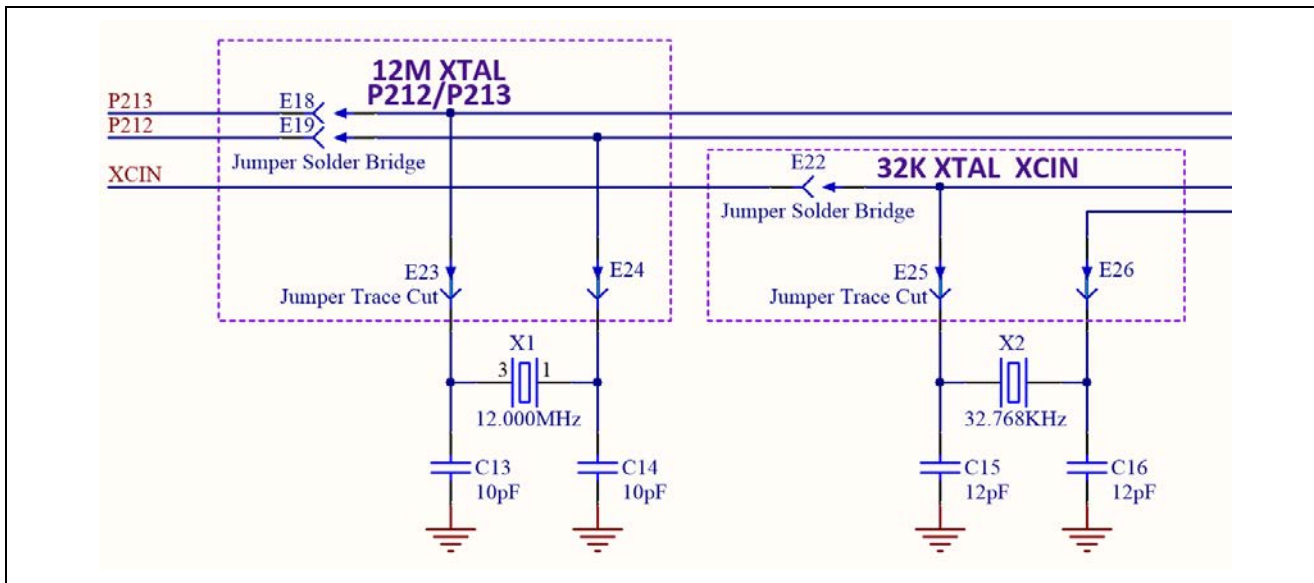 12M XTAL
P212/P213
P213
E18
P212
E19
Jumper Solder Bridge
XCIN
E22
32K XTAL XCIN
Jumper Solder Bridge
E23
E24
Jumper Trace Cut
E25
E26
Jumper Trace Cut
X1
3
1
12.000MHz
X2
32.768KHz
C13
10pF
C14
10pF
C15
12pF
C16
12pF